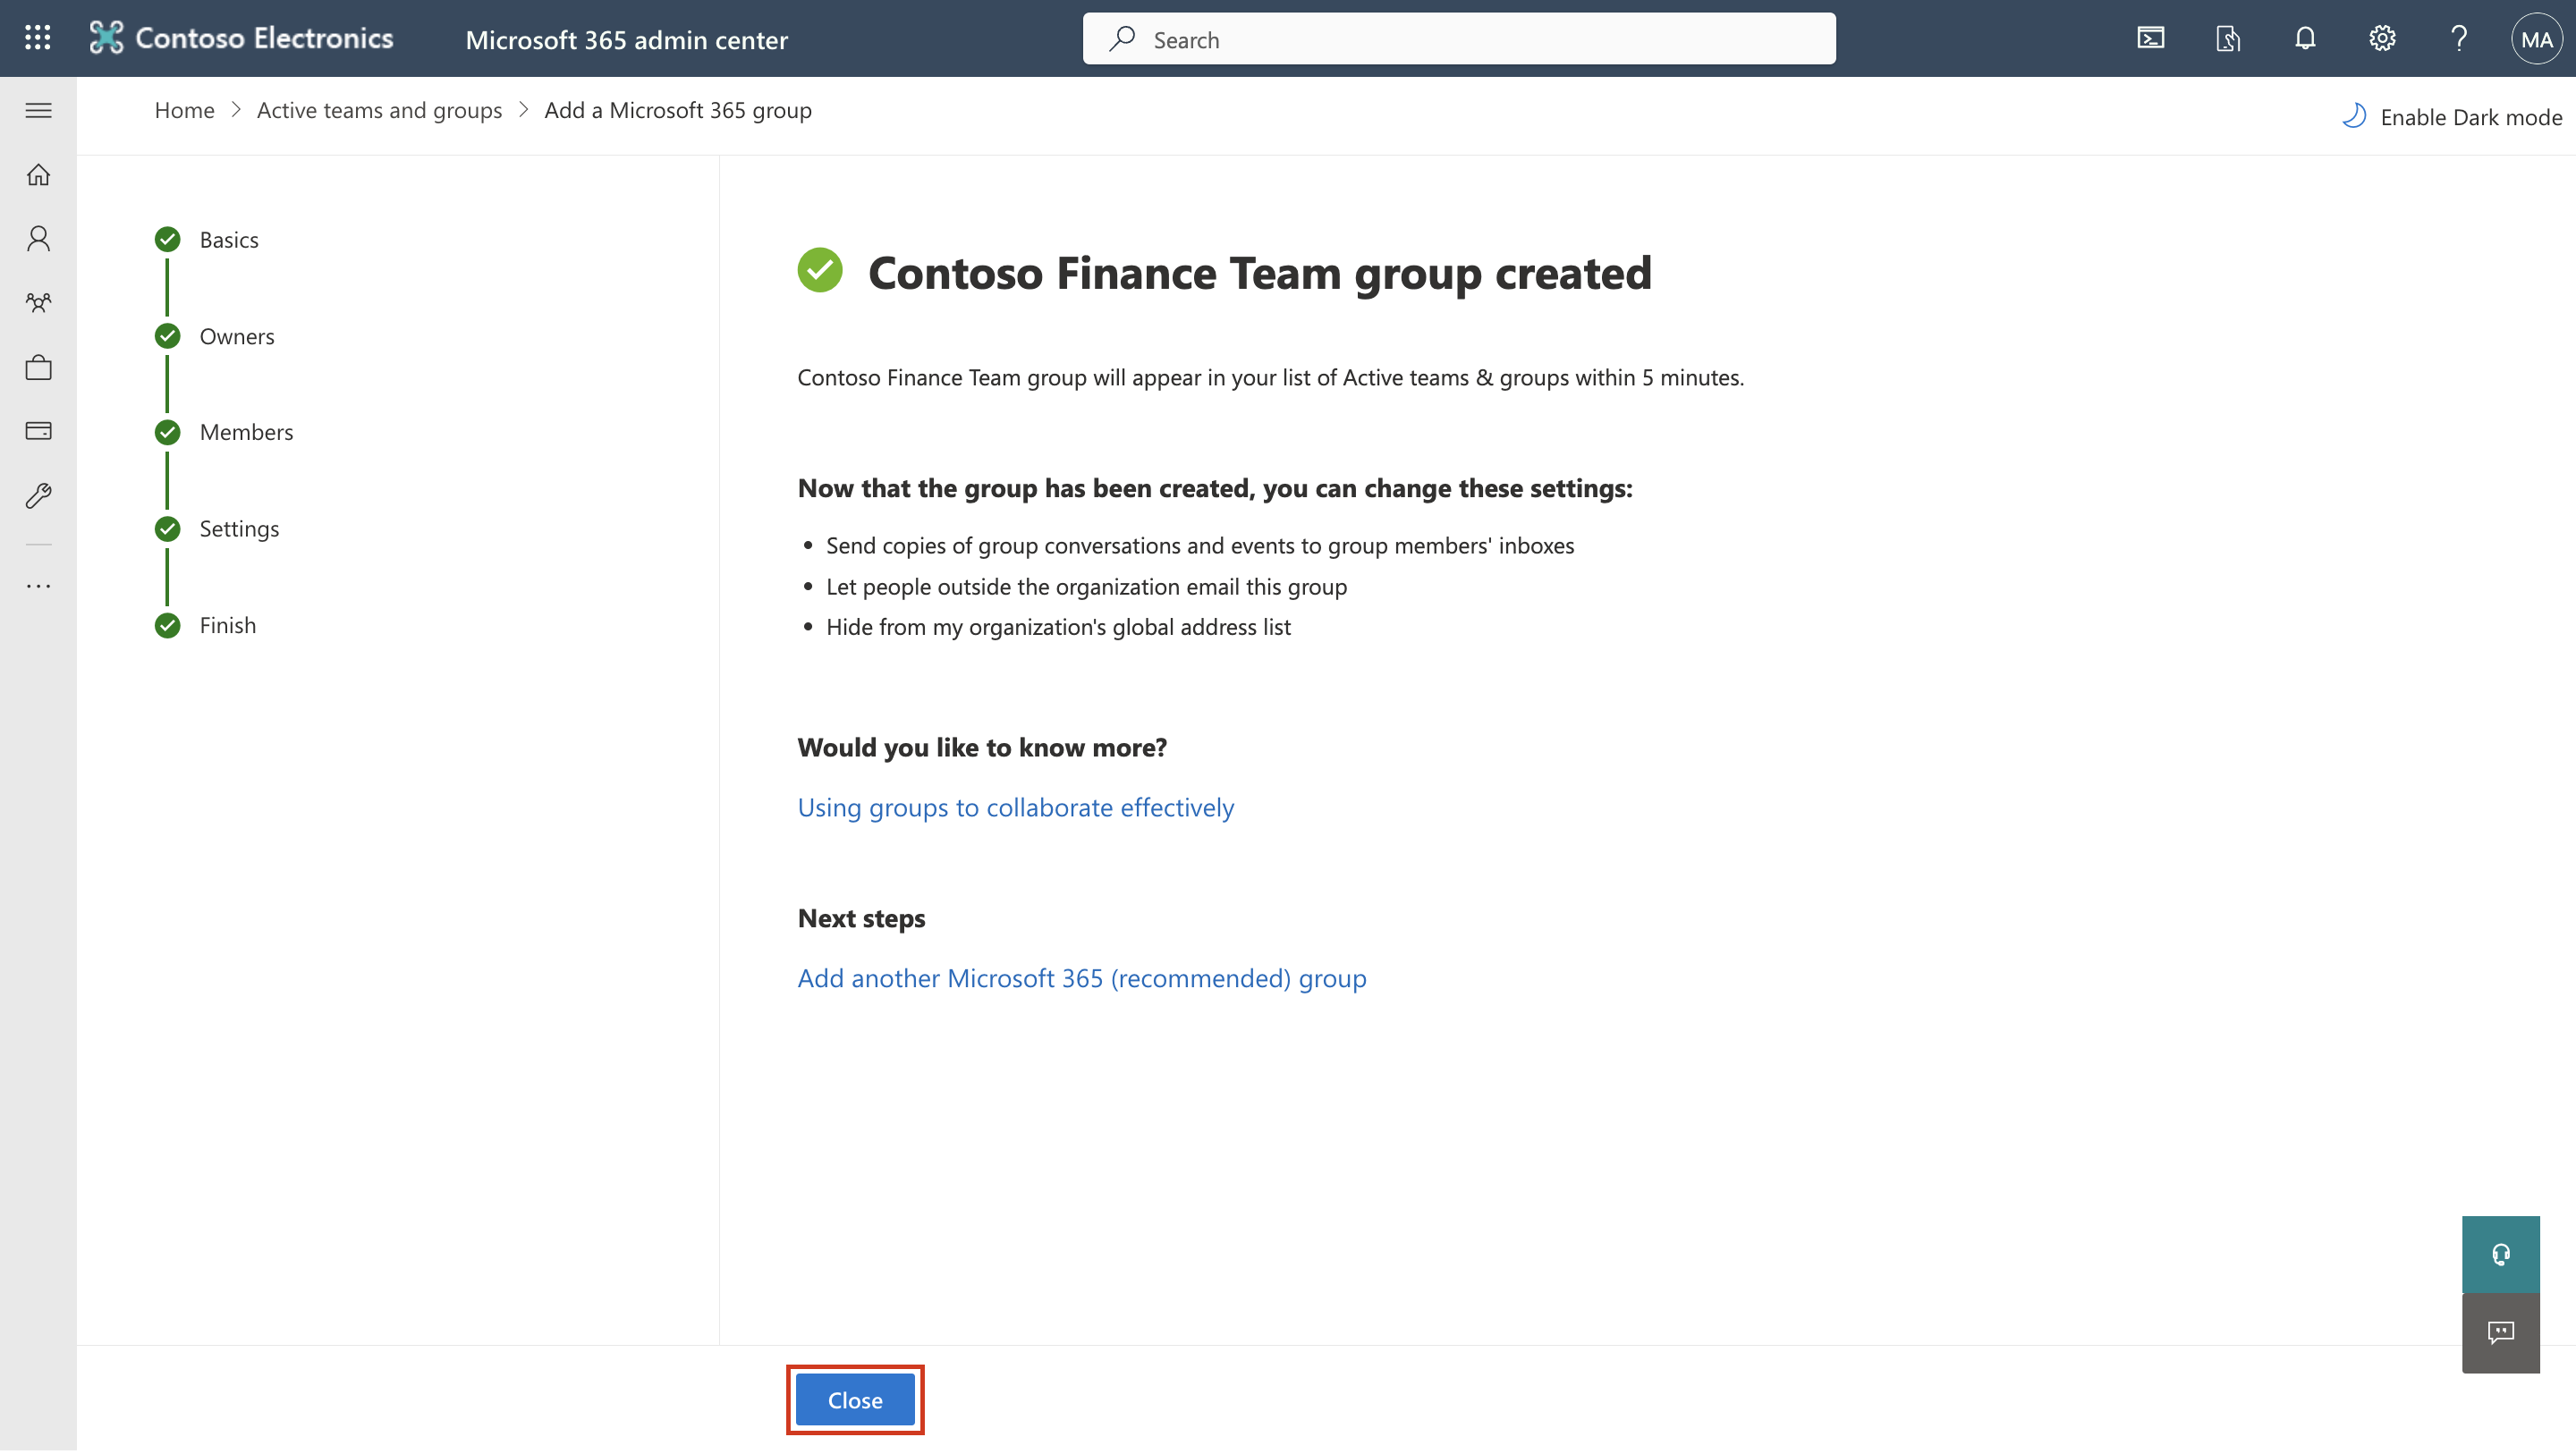 Contoso Electronics
Microsoft 365 admin center
Search
MA
Home > Active teams and groups > Add a Microsoft 365 group
Enable Dark mode
Basics
Owners
Members
Settings
Finish
Contoso Finance Team group created
Contoso Finance Team group will appear in your list of Active teams & groups within 5 minutes.
Now that the group has been created, you can change these settings:
• Send copies of group conversations and events to group members' inboxes
• Let people outside the organization email this group
• Hide from my organization's global address list
Would you like to know more?
Using groups to collaborate effectively
Next steps
Add another Microsoft 365 (recommended) group
Close